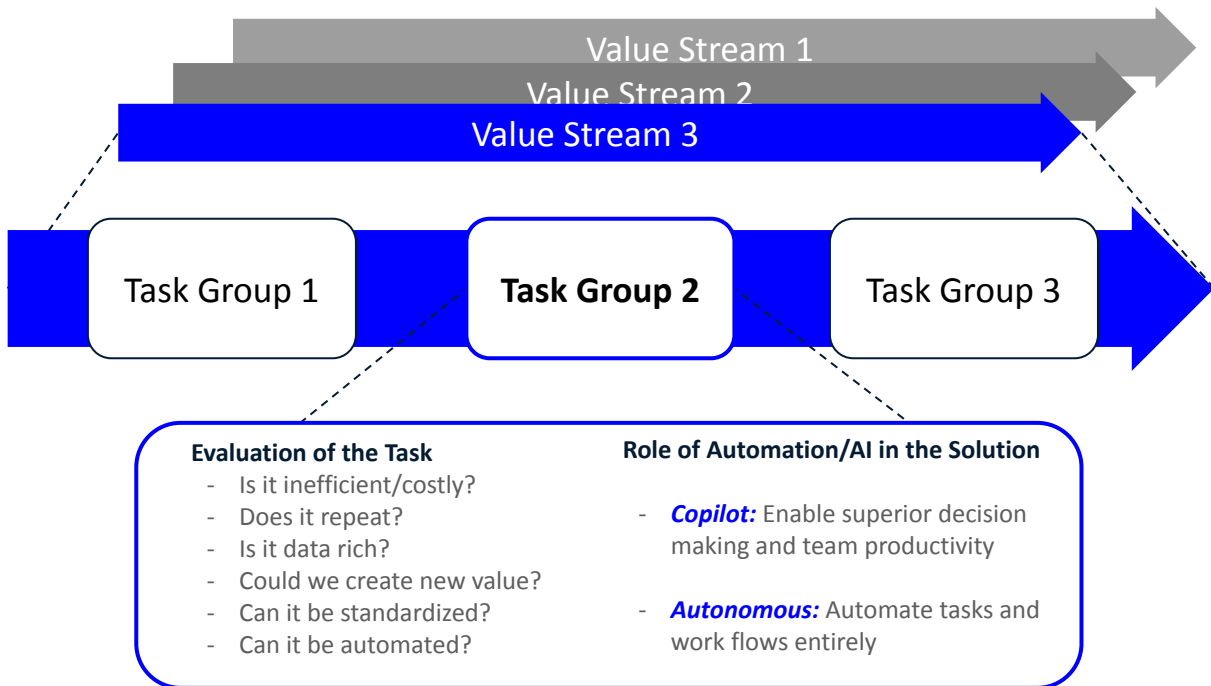 Value Stream 1
Value Stream 2
Value Stream 3
Task Group 1
Task Group 2
Task Group 3
Evaluation of the Task
- Is it inefficient/costly?
- Does it repeat?
- Is it data rich?
- Could we create new value?
- Can it be standardized?
- Can it be automated?
Role of Automation/AI in the Solution
- Copilot: Enable superior decision
making and team productivity
- Autonomous: Automate tasks and
work flows entirely